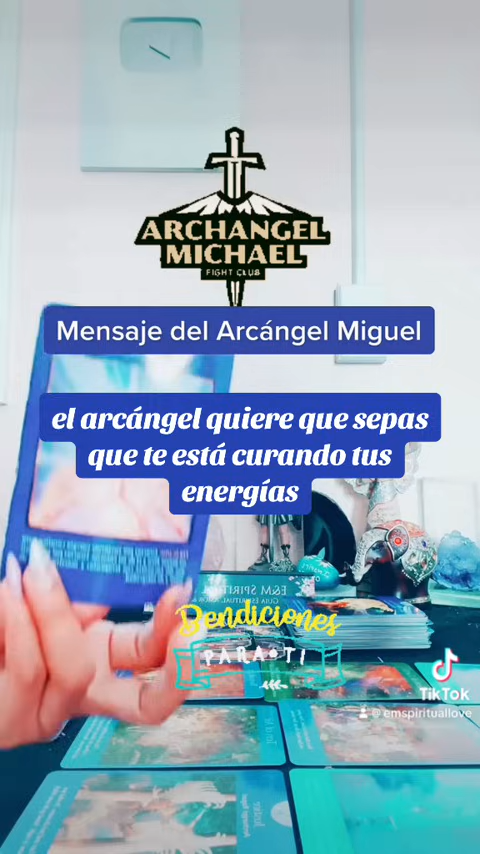 ARCHANGEL
MICHAEL
FIGHT CLUB
Mensaje del Arcángel Miguel
el arcángel quiere que sepas
que te está curando tus
energías
E&M SPIRITUAL
Bendiciones
PARA TI
TikTok
@emspirituallove